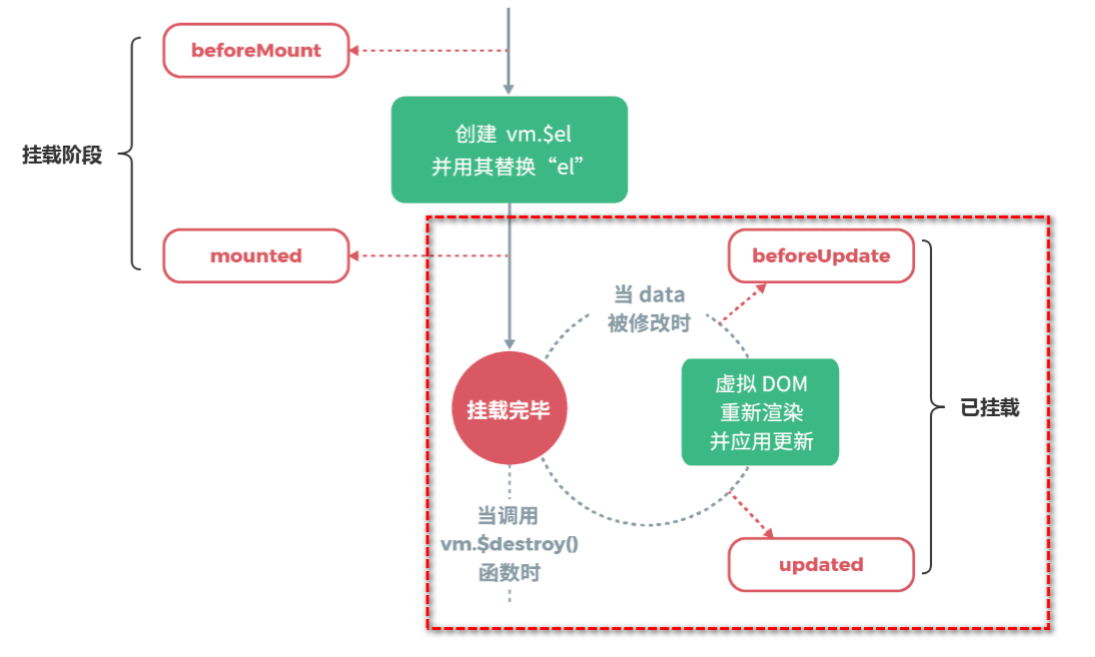 beforeMount
创建 vm.$el
并用其替换“el”
挂载阶段
mounted
beforeUpdate
当 data
被修改时
虚拟 DOM
重新渲染
并应用更新
挂载完毕
已挂载
当调用
vm.$destroy()
函数时
updated